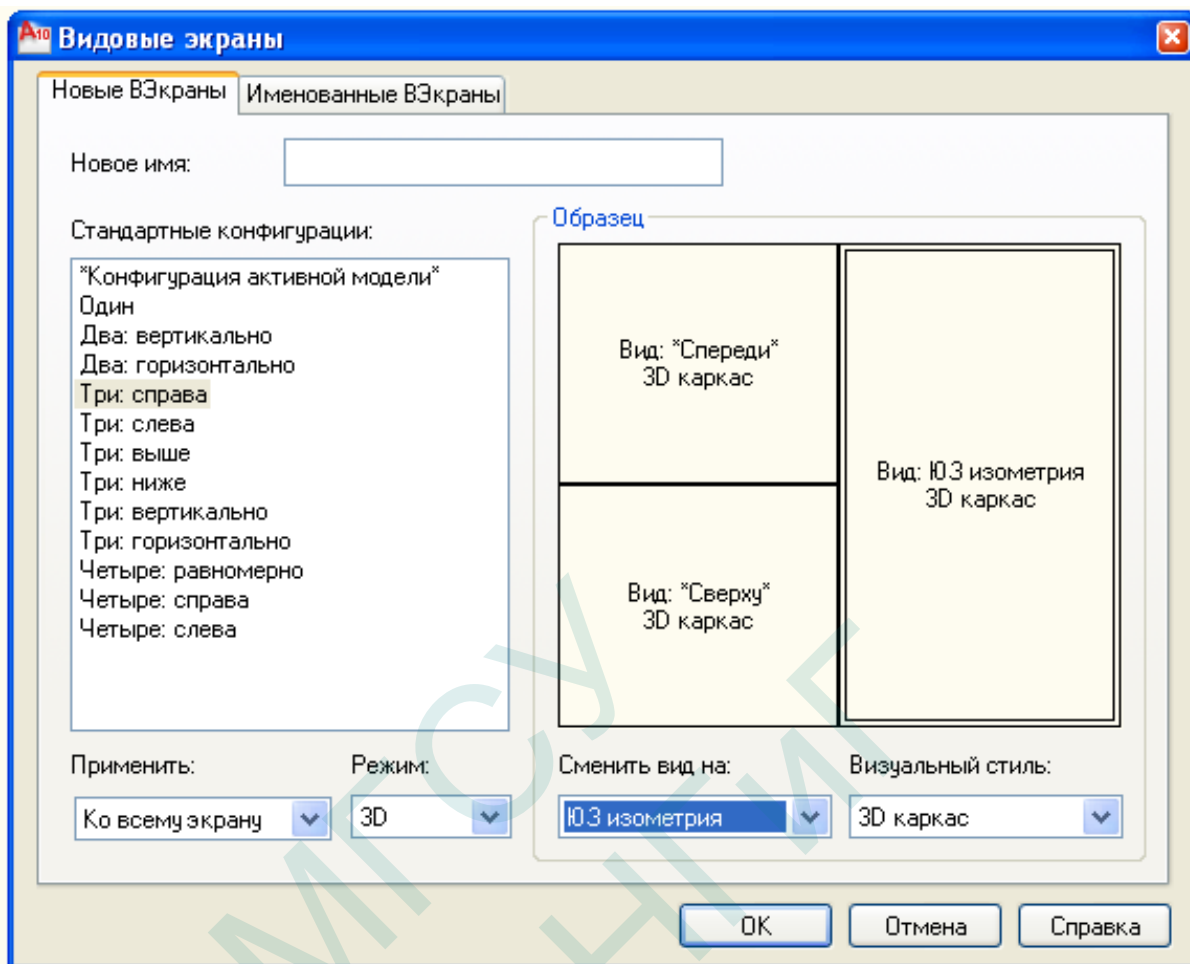 A10 Видовые экраны
Новые ВЭкраны Именованные ВЭкраны
Новое имя:
Стандартные конфигурации:
"Конфигурация активной модели"
Один
Два: вертикально
Два: горизонтально
Три: справа
Три: слева
Три: выше
Три: ниже
Три: вертикально
Три: горизонтально
Четыре: равномерно
Четыре: справа
Четыре: слева
Образец
Вид: "Спереди"
3D каркас
Вид: "Сверху"
3D каркас
Вид: ЮЗ изометрия
3D каркас
Применить:
Ко всему экрану
Режим:
3D
Сменить вид на:
ЮЗ изометрия
Визуальный стиль:
3D каркас
OK Отмена Справка
МГСУ
НГИГ